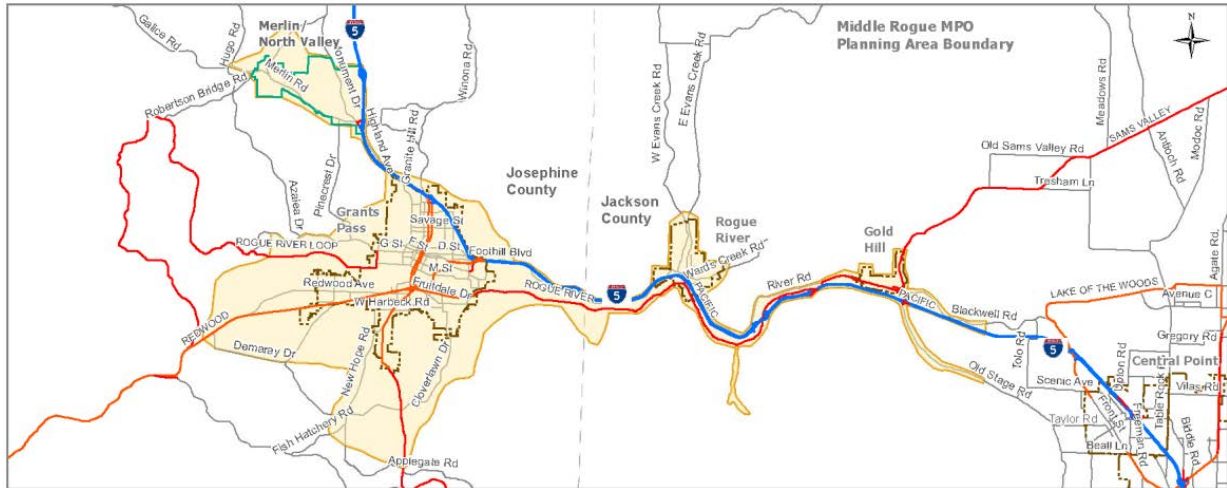 Galice Rd
Hugo Rd
Merlin /
North Valley
Merlin Rd
Monument Dr
Robertson Bridge Rd
5
Highland Ave
Granite Hill Rd
Winona Rd
Azalea Dr
Pinecrest Dr
Josephine
County
Jackson
County
W Evans Creek Rd
E Evans Creek Rd
Middle Rogue MPO
Planning Area Boundary
N
Meadows Rd
SAMS VALLEY
Antioch Rd
Modoc Rd
Old Sams Valley Rd
Tresham Ln
Grants
Pass
Savage St
ROGUE RIVER LOOP
G St
E St
D St
Foothill Blvd
M St
Redwood Ave
Fruitdale Dr
W Harbeck Rd
REDWOOD
Demaray Dr
New Hope Rd
Cloverlawn Dr
Fish Hatchery Rd
Applegate Rd
ROGUE RIVER
5
Rogue
River
Wards Creek Rd
PACIFIC
River Rd
Gold
Hill
PACIFIC
Blackwell Rd
Old Stage Rd
Tolo Rd
5
LAKE OF THE WOODS
Avenue C
Agate Rd
Gregory Rd
Central Point
Scenic Ave
Upton Rd
Table Rock
Vilas Rd
Taylor Rd
Front St
Freeman Rd
Beall Ln
Biddle Rd